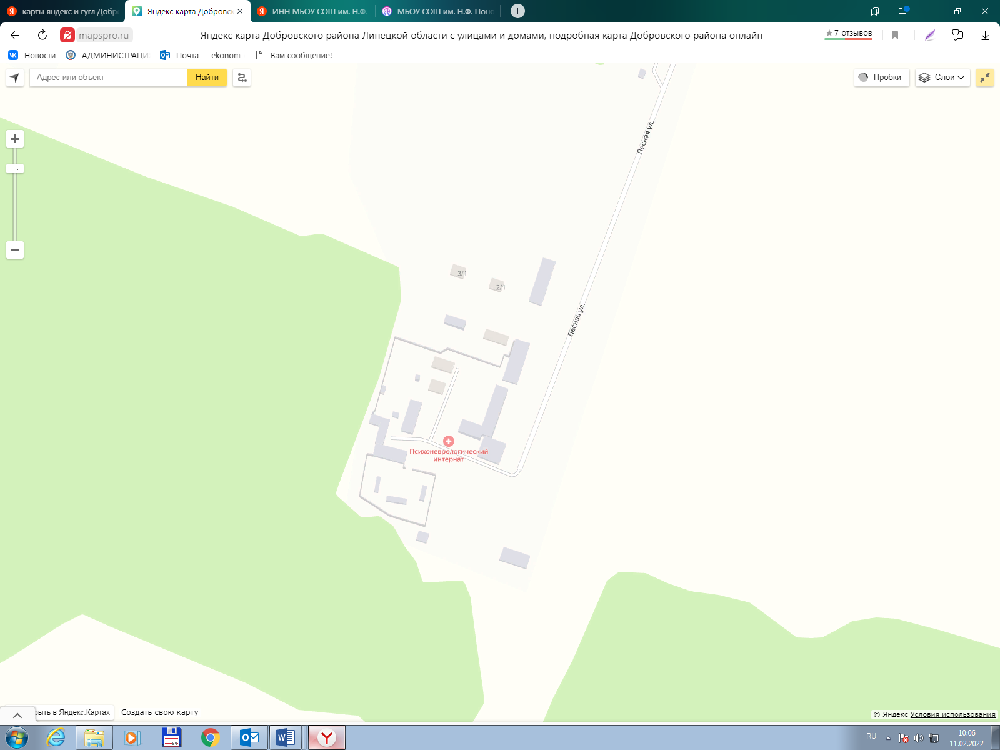 карты яндекс и гугл Добр
Яндекс карта Добровск
ИНН МБОУ СОШ им. Н.Ф.
МБОУ СОШ им. Н.Ф. Поно
mapspro.ru
Яндекс карта Добровского района Липецкой области с улицами и домами, подробная карта Добровского района онлайн
7 отзывов
Новости
АДМИНИСТРАЦИ
Почта — ekonom_
Вам сообщение!
Адрес или объект
Найти
Пробки
Слои
Лесная ул.
3/1
2/1
Лесная ул.
Психоневрологический
интернат
рыть в Яндекс.Картах
Создать свою карту
© Яндекс Условия использования
RU
10:06
11.02.2022